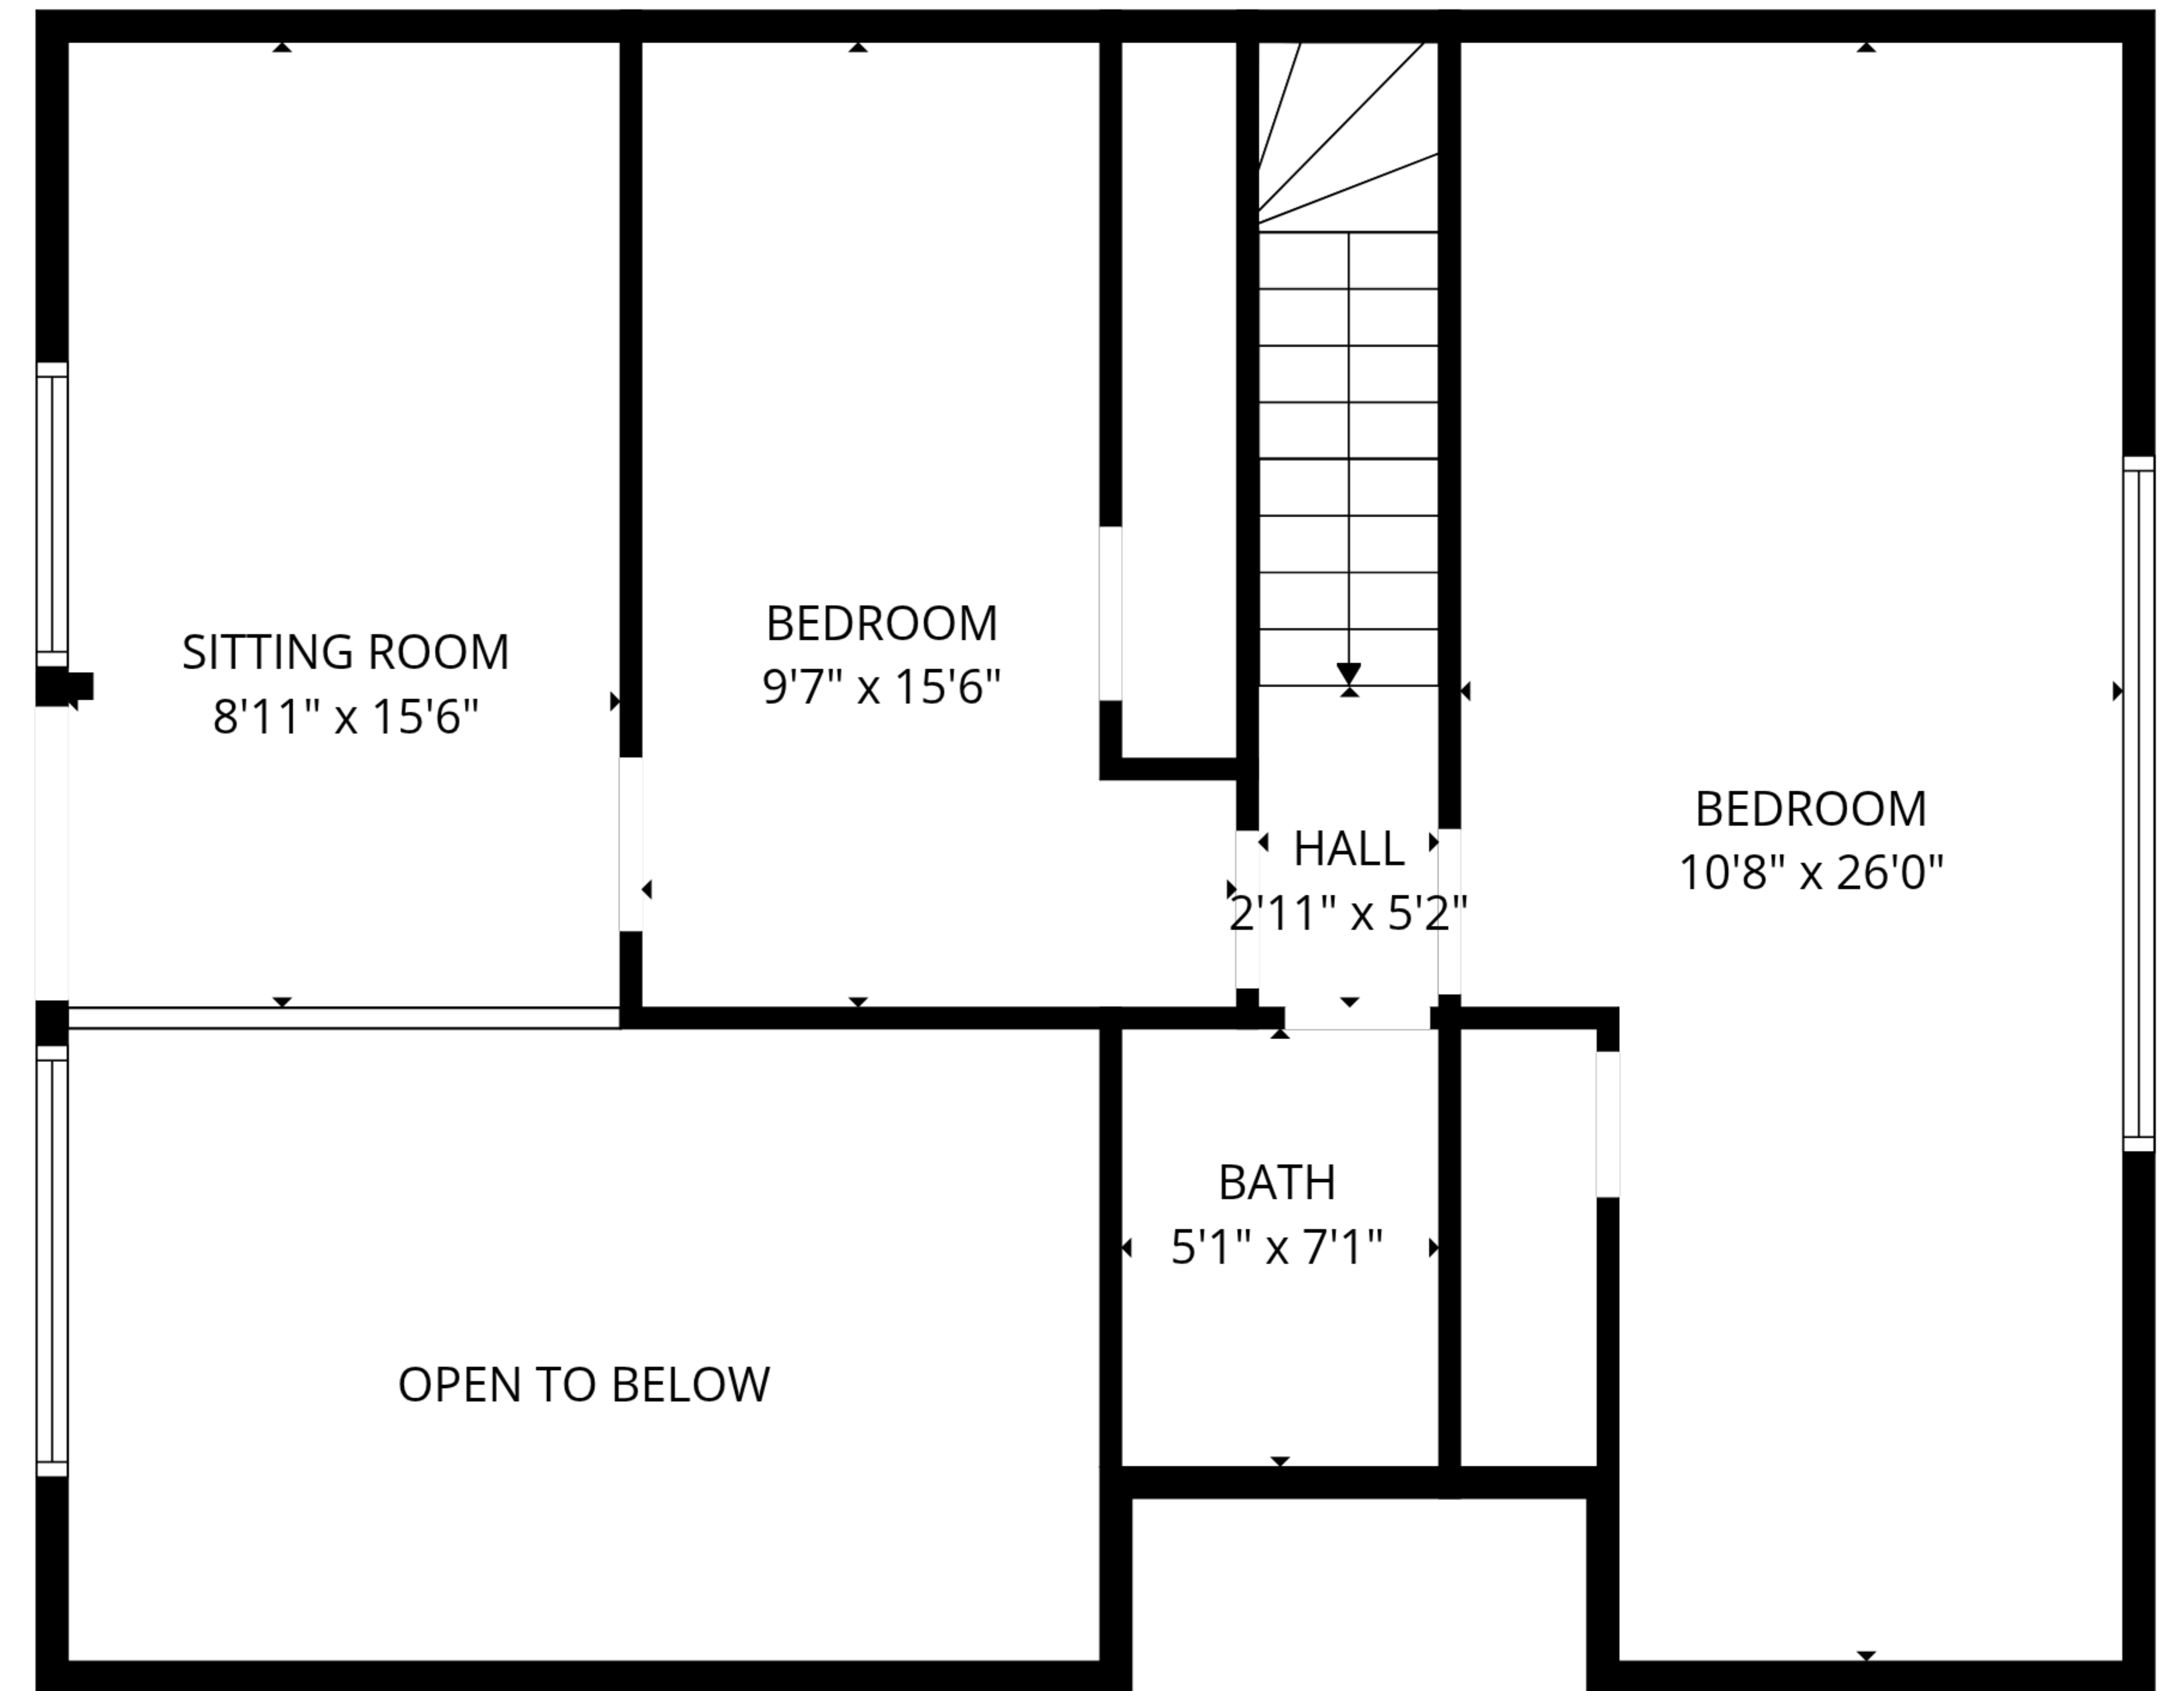 SITTING ROOM
8'11" x 15'6"
BEDROOM
9'7" x 15'6"
HALL
2'11" x 5'2"
BEDROOM
10'8" x 26'0"
BATH
5'1" x 7'1"
OPEN TO BELOW